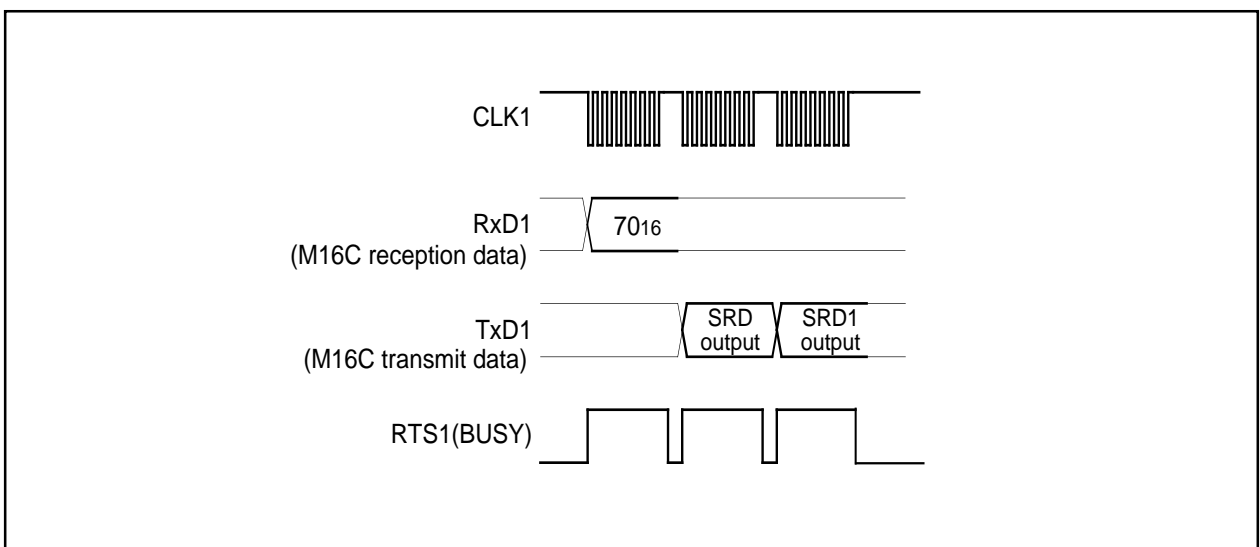 CLK1
RxD1
(M16C reception data)
7016
TxD1
(M16C transmit data)
SRD
output
SRD1
output
RTS1(BUSY)